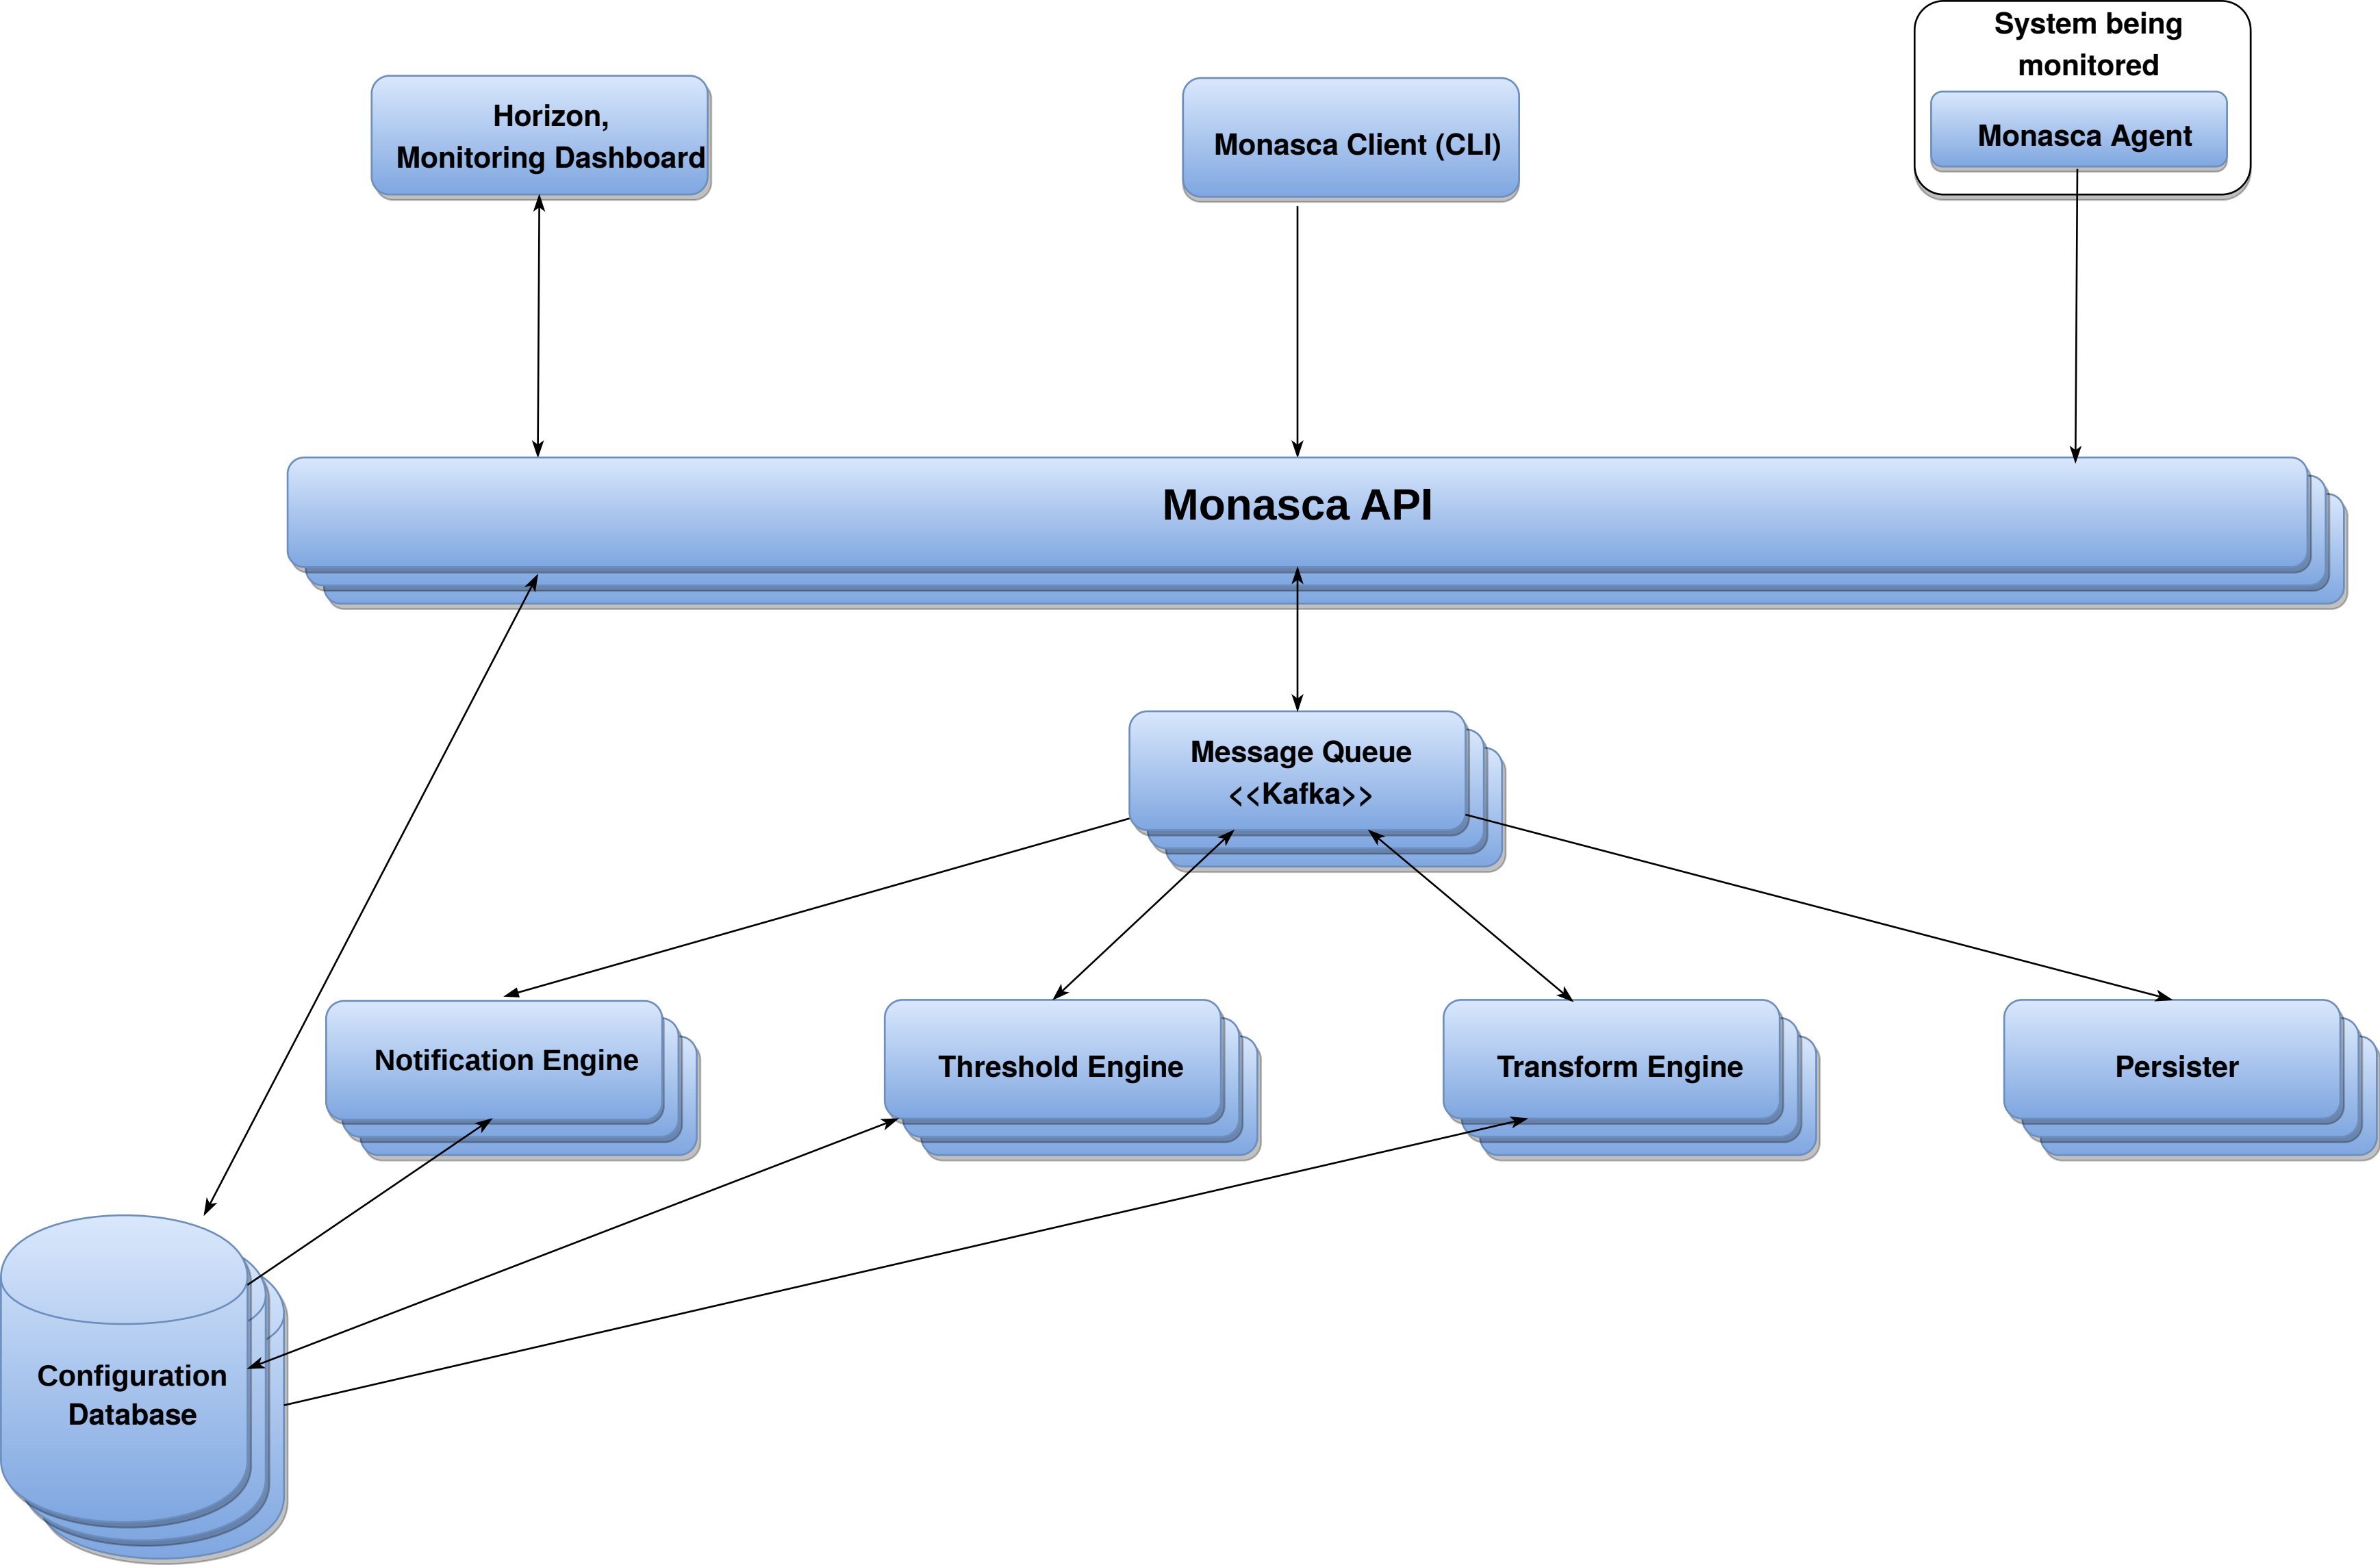 System being
monitored
Horizon,
Monitoring Dashboard
Monasca Client (CLI)
Monasca Agent
Monasca API
Message Queue
<<Kafka>>
Notification Engine
Threshold Engine
Transform Engine
Persister
Configuration
Database